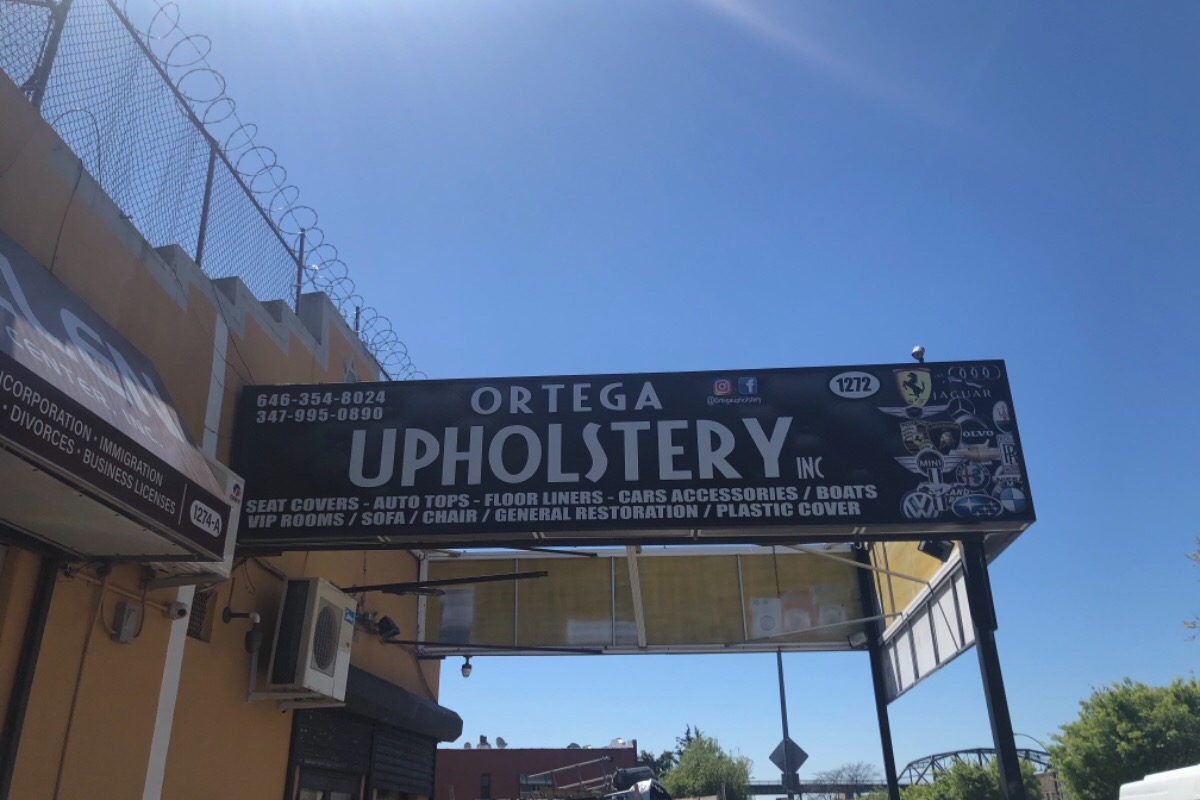 CENTER, INC
INCORPORATION · IMMIGRATION
· DIVORCES · BUSINESS LICENSES
1274-A
646-354-8024
347-995-0890
ORTEGA
@Ortegaupholstery
1272
UPHOLSTERY INC
SEAT COVERS - AUTO TOPS - FLOOR LINERS - CARS ACCESSORIES / BOATS
VIP ROOMS / SOFA / CHAIR / GENERAL RESTORATION / PLASTIC COVER
JAGUAR
VOLVO
MINI